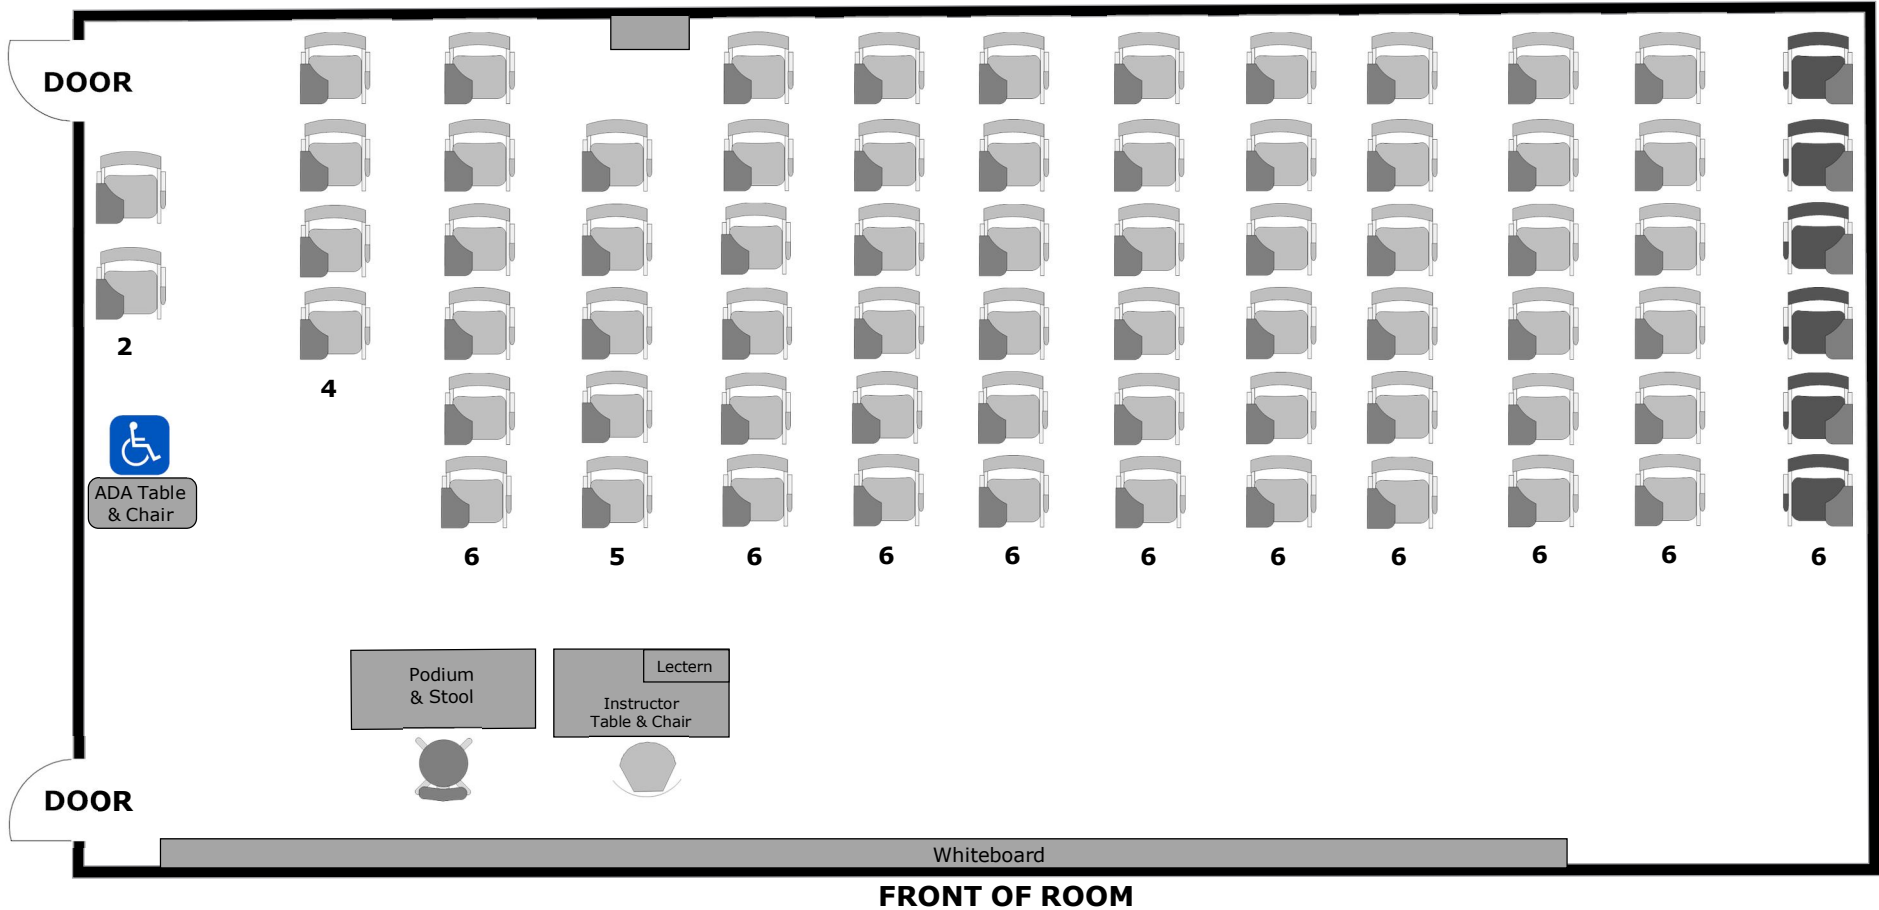 DOOR
2
4
ADA Table
& Chair
6 5 6 6 6 6 6 6 6 6 6
Podium
& Stool
Lectern
Instructor
Table & Chair
DOOR
Whiteboard
FRONT OF ROOM